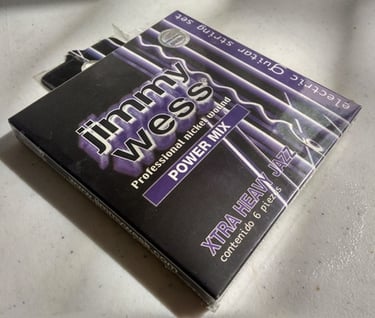 electric Guitar string set
jimmy
wess
Professional nickel wound
POWER MIX
XTRA HEAVY JAZZ
contenido 6 piezas